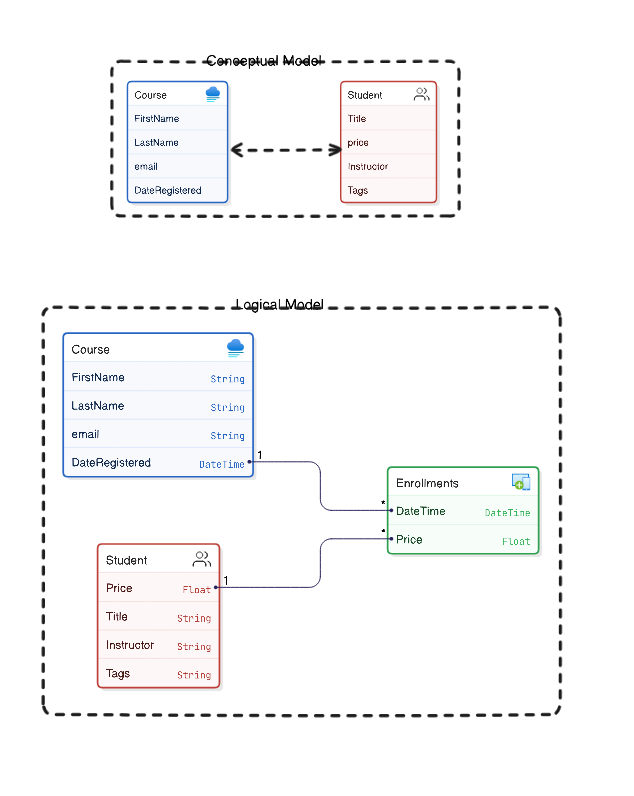 Conceptual Model
Course
FirstName
LastName
email
DateRegistered
Student
Title
price
Instructor
Tags
Logical Model
Course
FirstName String
LastName String
email String
DateRegistered DateTime
1
Enrollments
* DateTime DateTime
* Price Float
Student
Price Float
1
Title String
Instructor String
Tags String